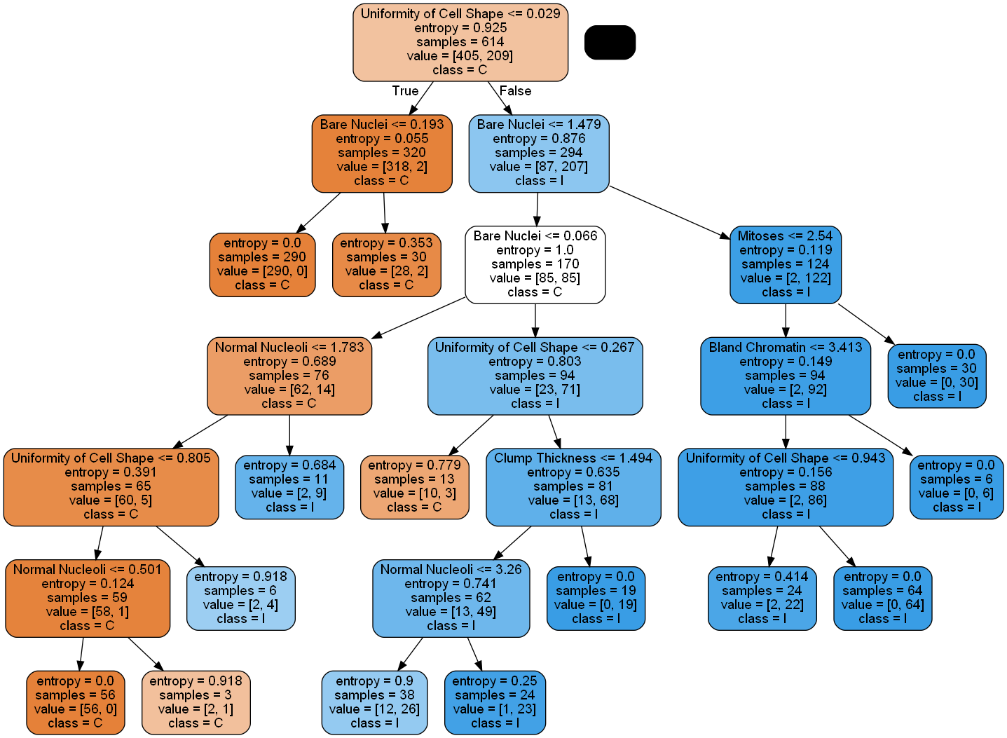 Uniformity of Cell Shape <= 0.029
entropy = 0.925
samples = 614
value = [405, 209]
class = C
True
False
Bare Nuclei <= 0.193
entropy = 0.055
samples = 320
value = [318, 2]
class = C
Bare Nuclei <= 1.479
entropy = 0.876
samples = 294
value = [87, 207]
class = I
entropy = 0.0
samples = 290
value = [290, 0]
class = C
entropy = 0.353
samples = 30
value = [28, 2]
class = C
Bare Nuclei <= 0.066
entropy = 1.0
samples = 170
value = [85, 85]
class = C
Mitoses <= 2.54
entropy = 0.119
samples = 124
value = [2, 122]
class = I
Normal Nucleoli <= 1.783
entropy = 0.689
samples = 76
value = [62, 14]
class = C
Uniformity of Cell Shape <= 0.267
entropy = 0.803
samples = 94
value = [23, 71]
class = I
Bland Chromatin <= 3.413
entropy = 0.149
samples = 94
value = [2, 92]
class = I
entropy = 0.0
samples = 30
value = [0, 30]
class = I
Uniformity of Cell Shape <= 0.805
entropy = 0.391
samples = 65
value = [60, 5]
class = C
entropy = 0.684
samples = 11
value = [2, 9]
class = I
entropy = 0.779
samples = 13
value = [10, 3]
class = C
Clump Thickness <= 1.494
entropy = 0.635
samples = 81
value = [13, 68]
class = I
Uniformity of Cell Shape <= 0.943
entropy = 0.156
samples = 88
value = [2, 86]
class = I
entropy = 0.0
samples = 6
value = [0, 6]
class = I
Normal Nucleoli <= 0.501
entropy = 0.124
samples = 59
value = [58, 1]
class = C
entropy = 0.918
samples = 6
value = [2, 4]
class = I
Normal Nucleoli <= 3.26
entropy = 0.741
samples = 62
value = [13, 49]
class = I
entropy = 0.0
samples = 19
value = [0, 19]
class = I
entropy = 0.414
samples = 24
value = [2, 22]
class = I
entropy = 0.0
samples = 64
value = [0, 64]
class = I
entropy = 0.0
samples = 56
value = [56, 0]
class = C
entropy = 0.918
samples = 3
value = [2, 1]
class = C
entropy = 0.9
samples = 38
value = [12, 26]
class = I
entropy = 0.25
samples = 24
value = [1, 23]
class = I